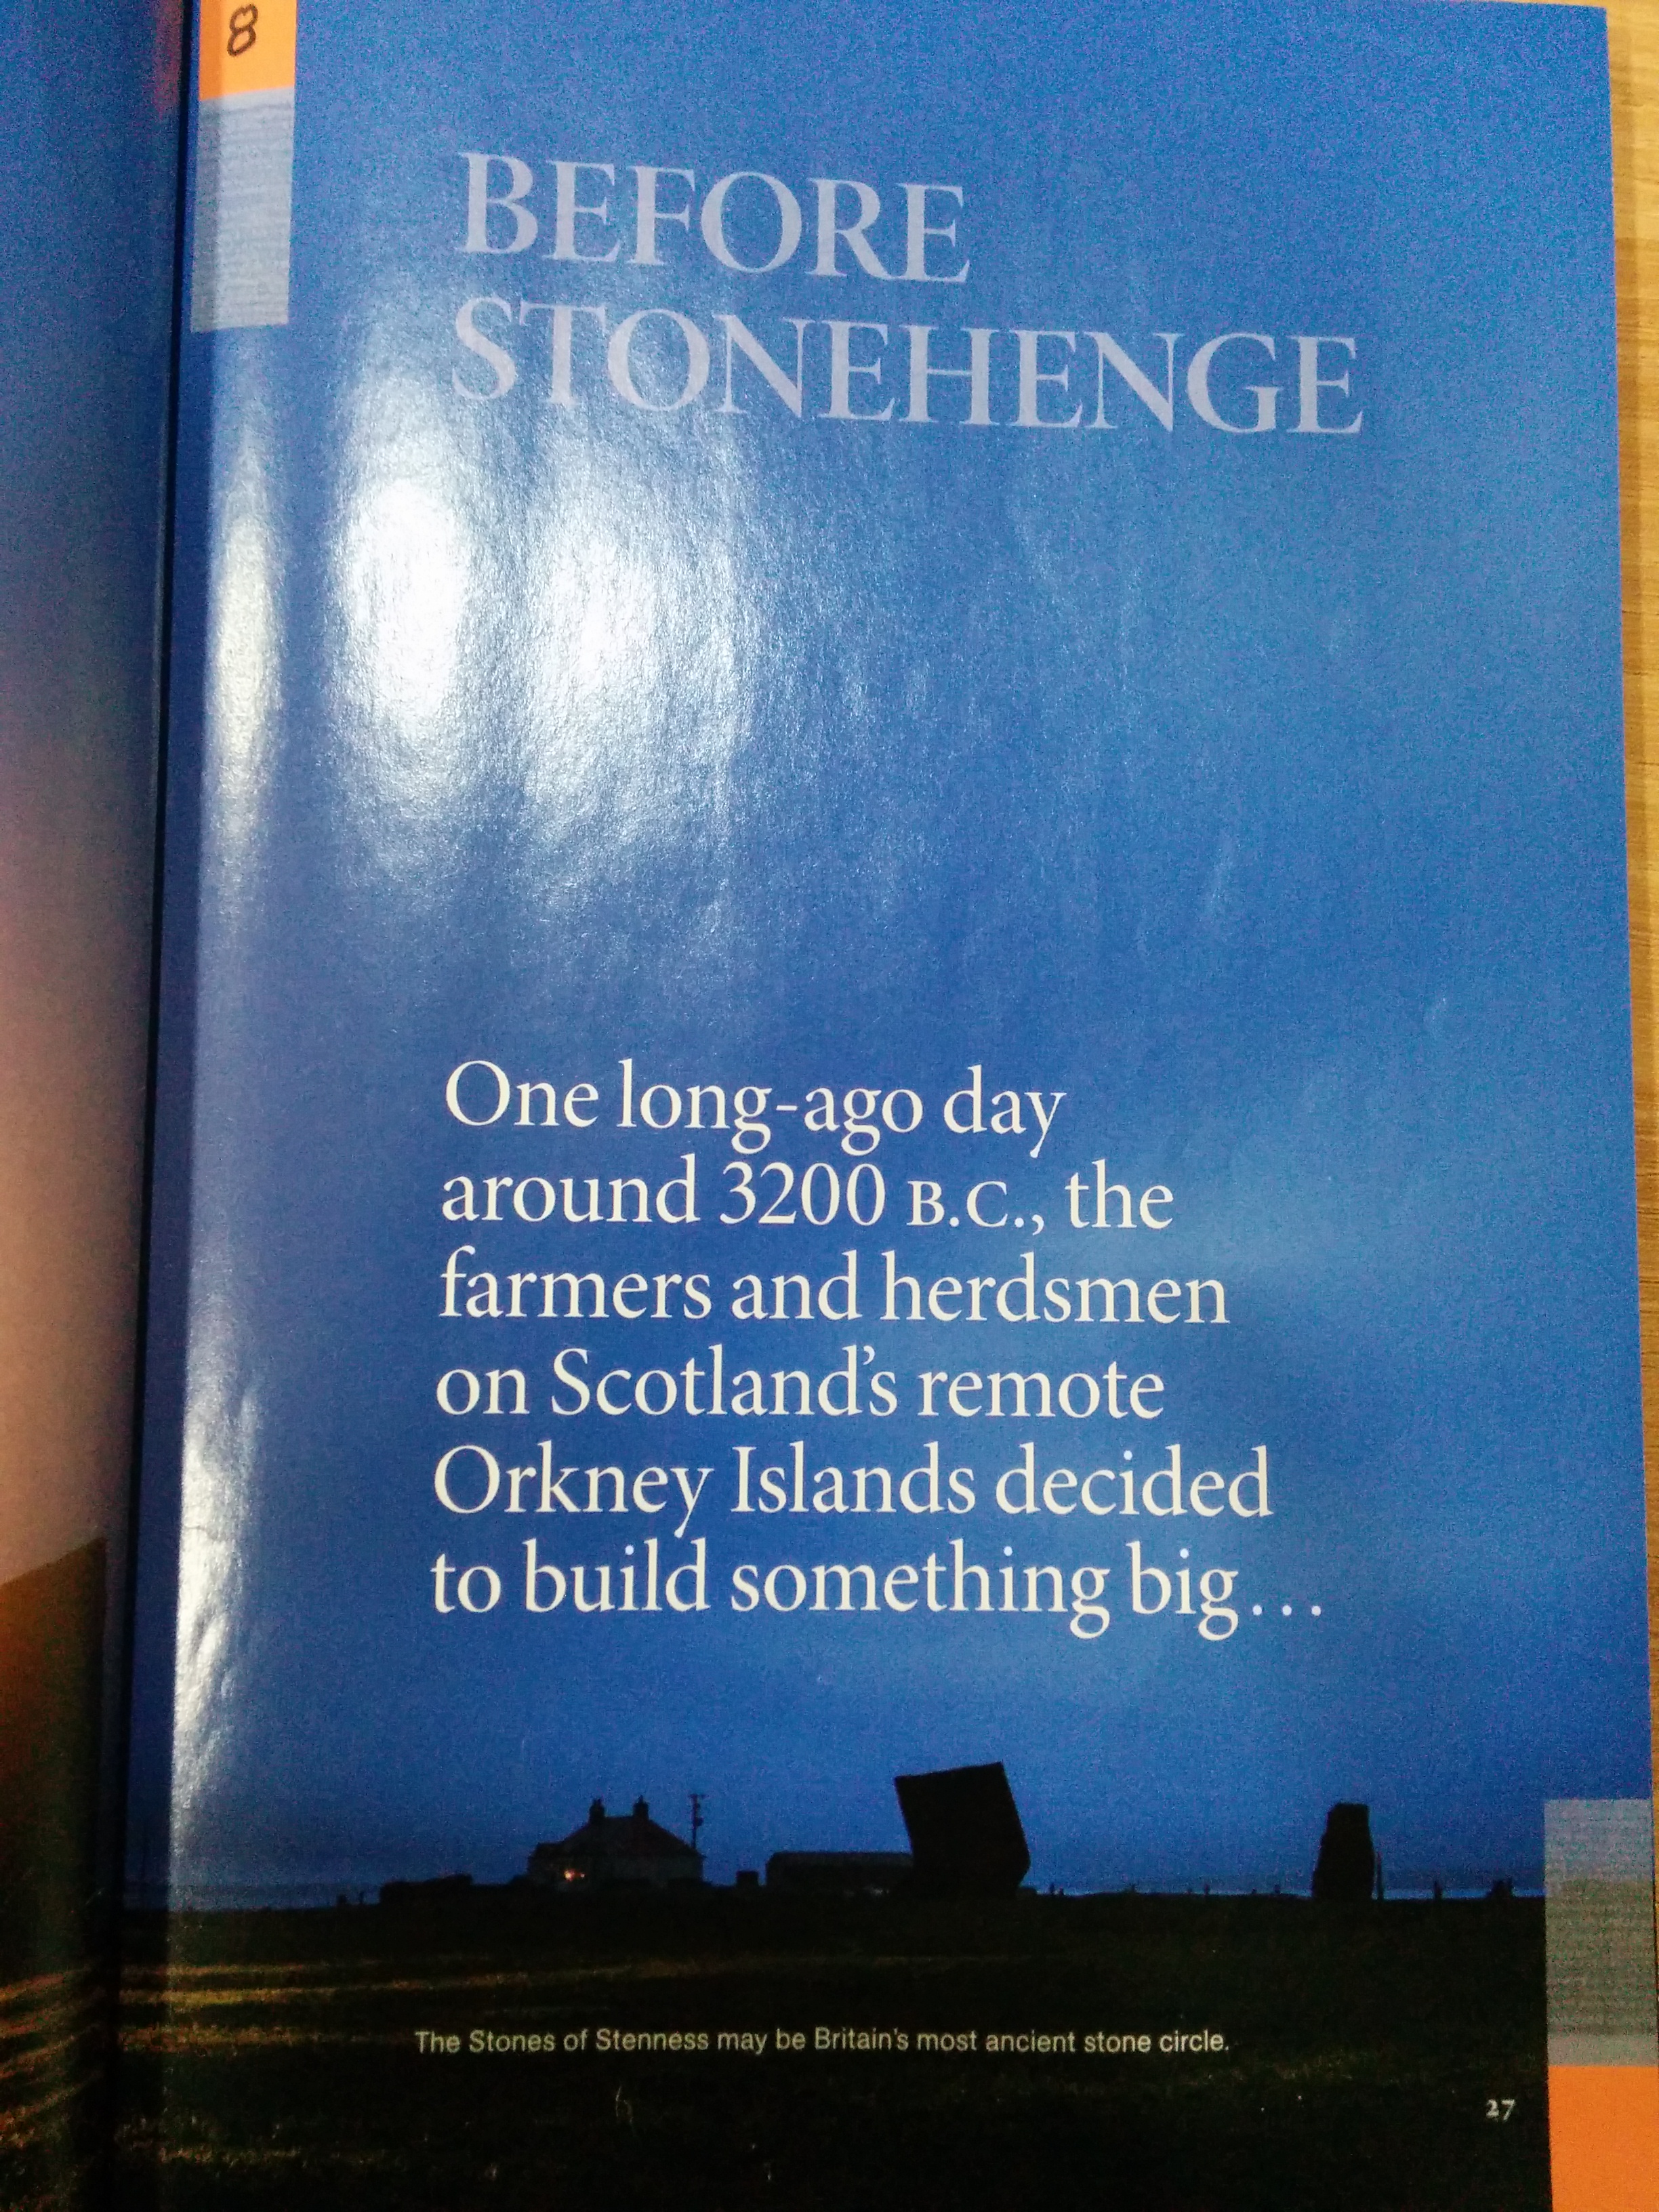 8
BEFORE
STONEHENGE
One long-ago day
around 3200 B.C., the
farmers and herdsmen
on Scotland's remote
Orkney Islands decided
to build something big...
The Stones of Stenness may be Britain's most ancient stone circle.
27